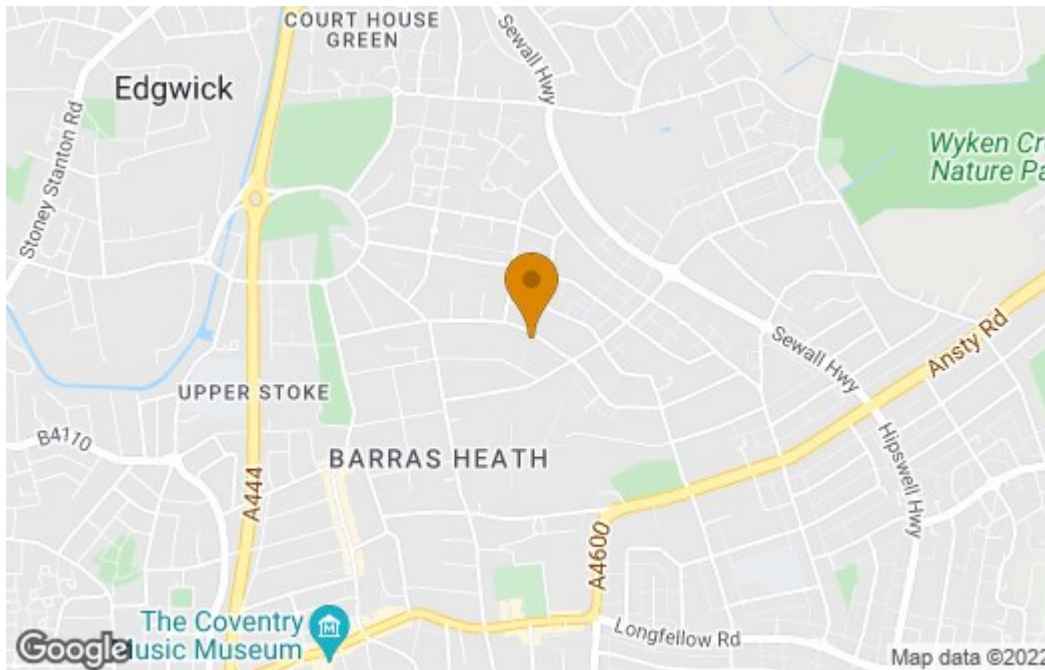 COURT HOUSE
GREEN
Sewall Hwy
Edgwick
Stoney Stanton Rd
Wyken Cr
Nature Pa
Ansty Rd
Sewall Hwy
UPPER STOKE
B4110
BARRAS HEATH
Hipswell Hwy
A444
A4600
The Coventry
Music Museum
Longfellow Rd
Google
Map data ©2022